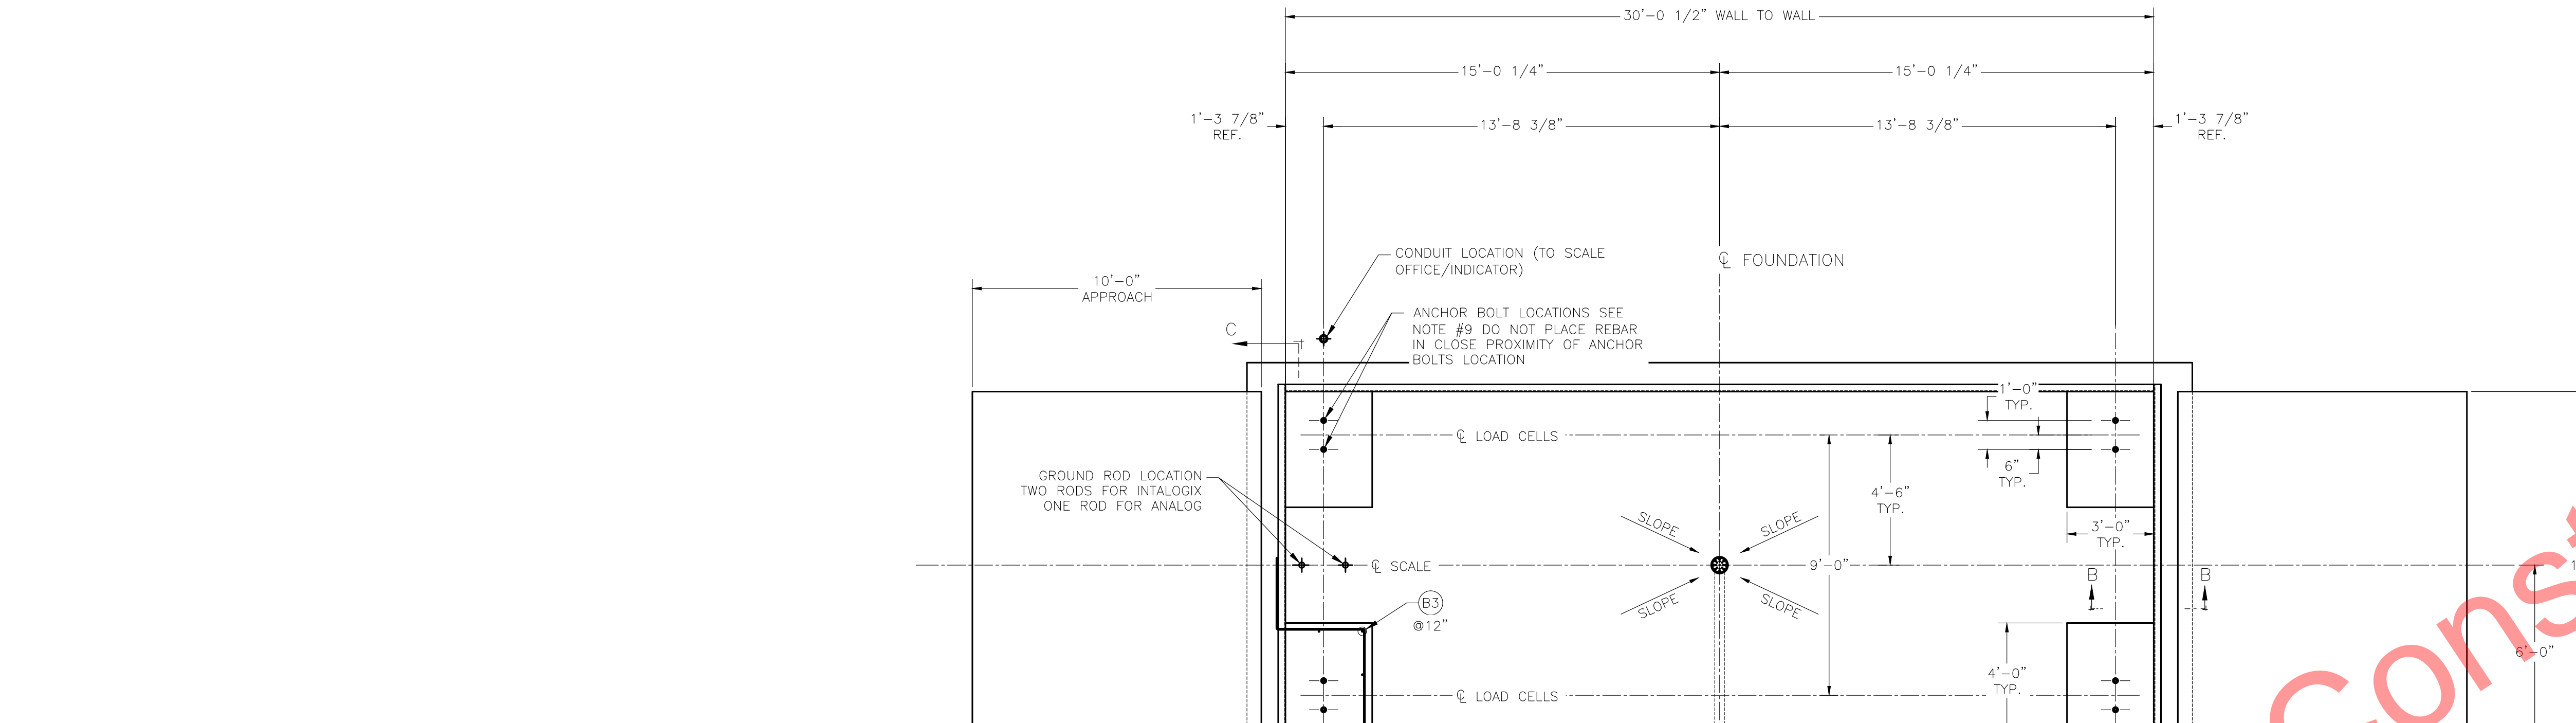 30'-0 1/2" WALL TO WALL
15'-0 1/4"
15'-0 1/4"
1'-3 7/8"
REF.
13'-8 3/8"
13'-8 3/8"
1'-3 7/8"
REF.
CONDUIT LOCATION (TO SCALE
OFFICE/INDICATOR)
℄ FOUNDATION
10'-0"
APPROACH
ANCHOR BOLT LOCATIONS SEE
NOTE #9 DO NOT PLACE REBAR
IN CLOSE PROXIMITY OF ANCHOR
BOLTS LOCATION
C
1'-0"
TYP.
℄ LOAD CELLS
6"
TYP.
GROUND ROD LOCATION
TWO RODS FOR INTALOGIX
ONE ROD FOR ANALOG
4'-6"
TYP.
SLOPE
SLOPE
3'-0"
TYP.
℄ SCALE
9'-0"
B
B
SLOPE
SLOPE
B3
@12"
4'-0"
TYP.
6'-0"
℄ LOAD CELLS